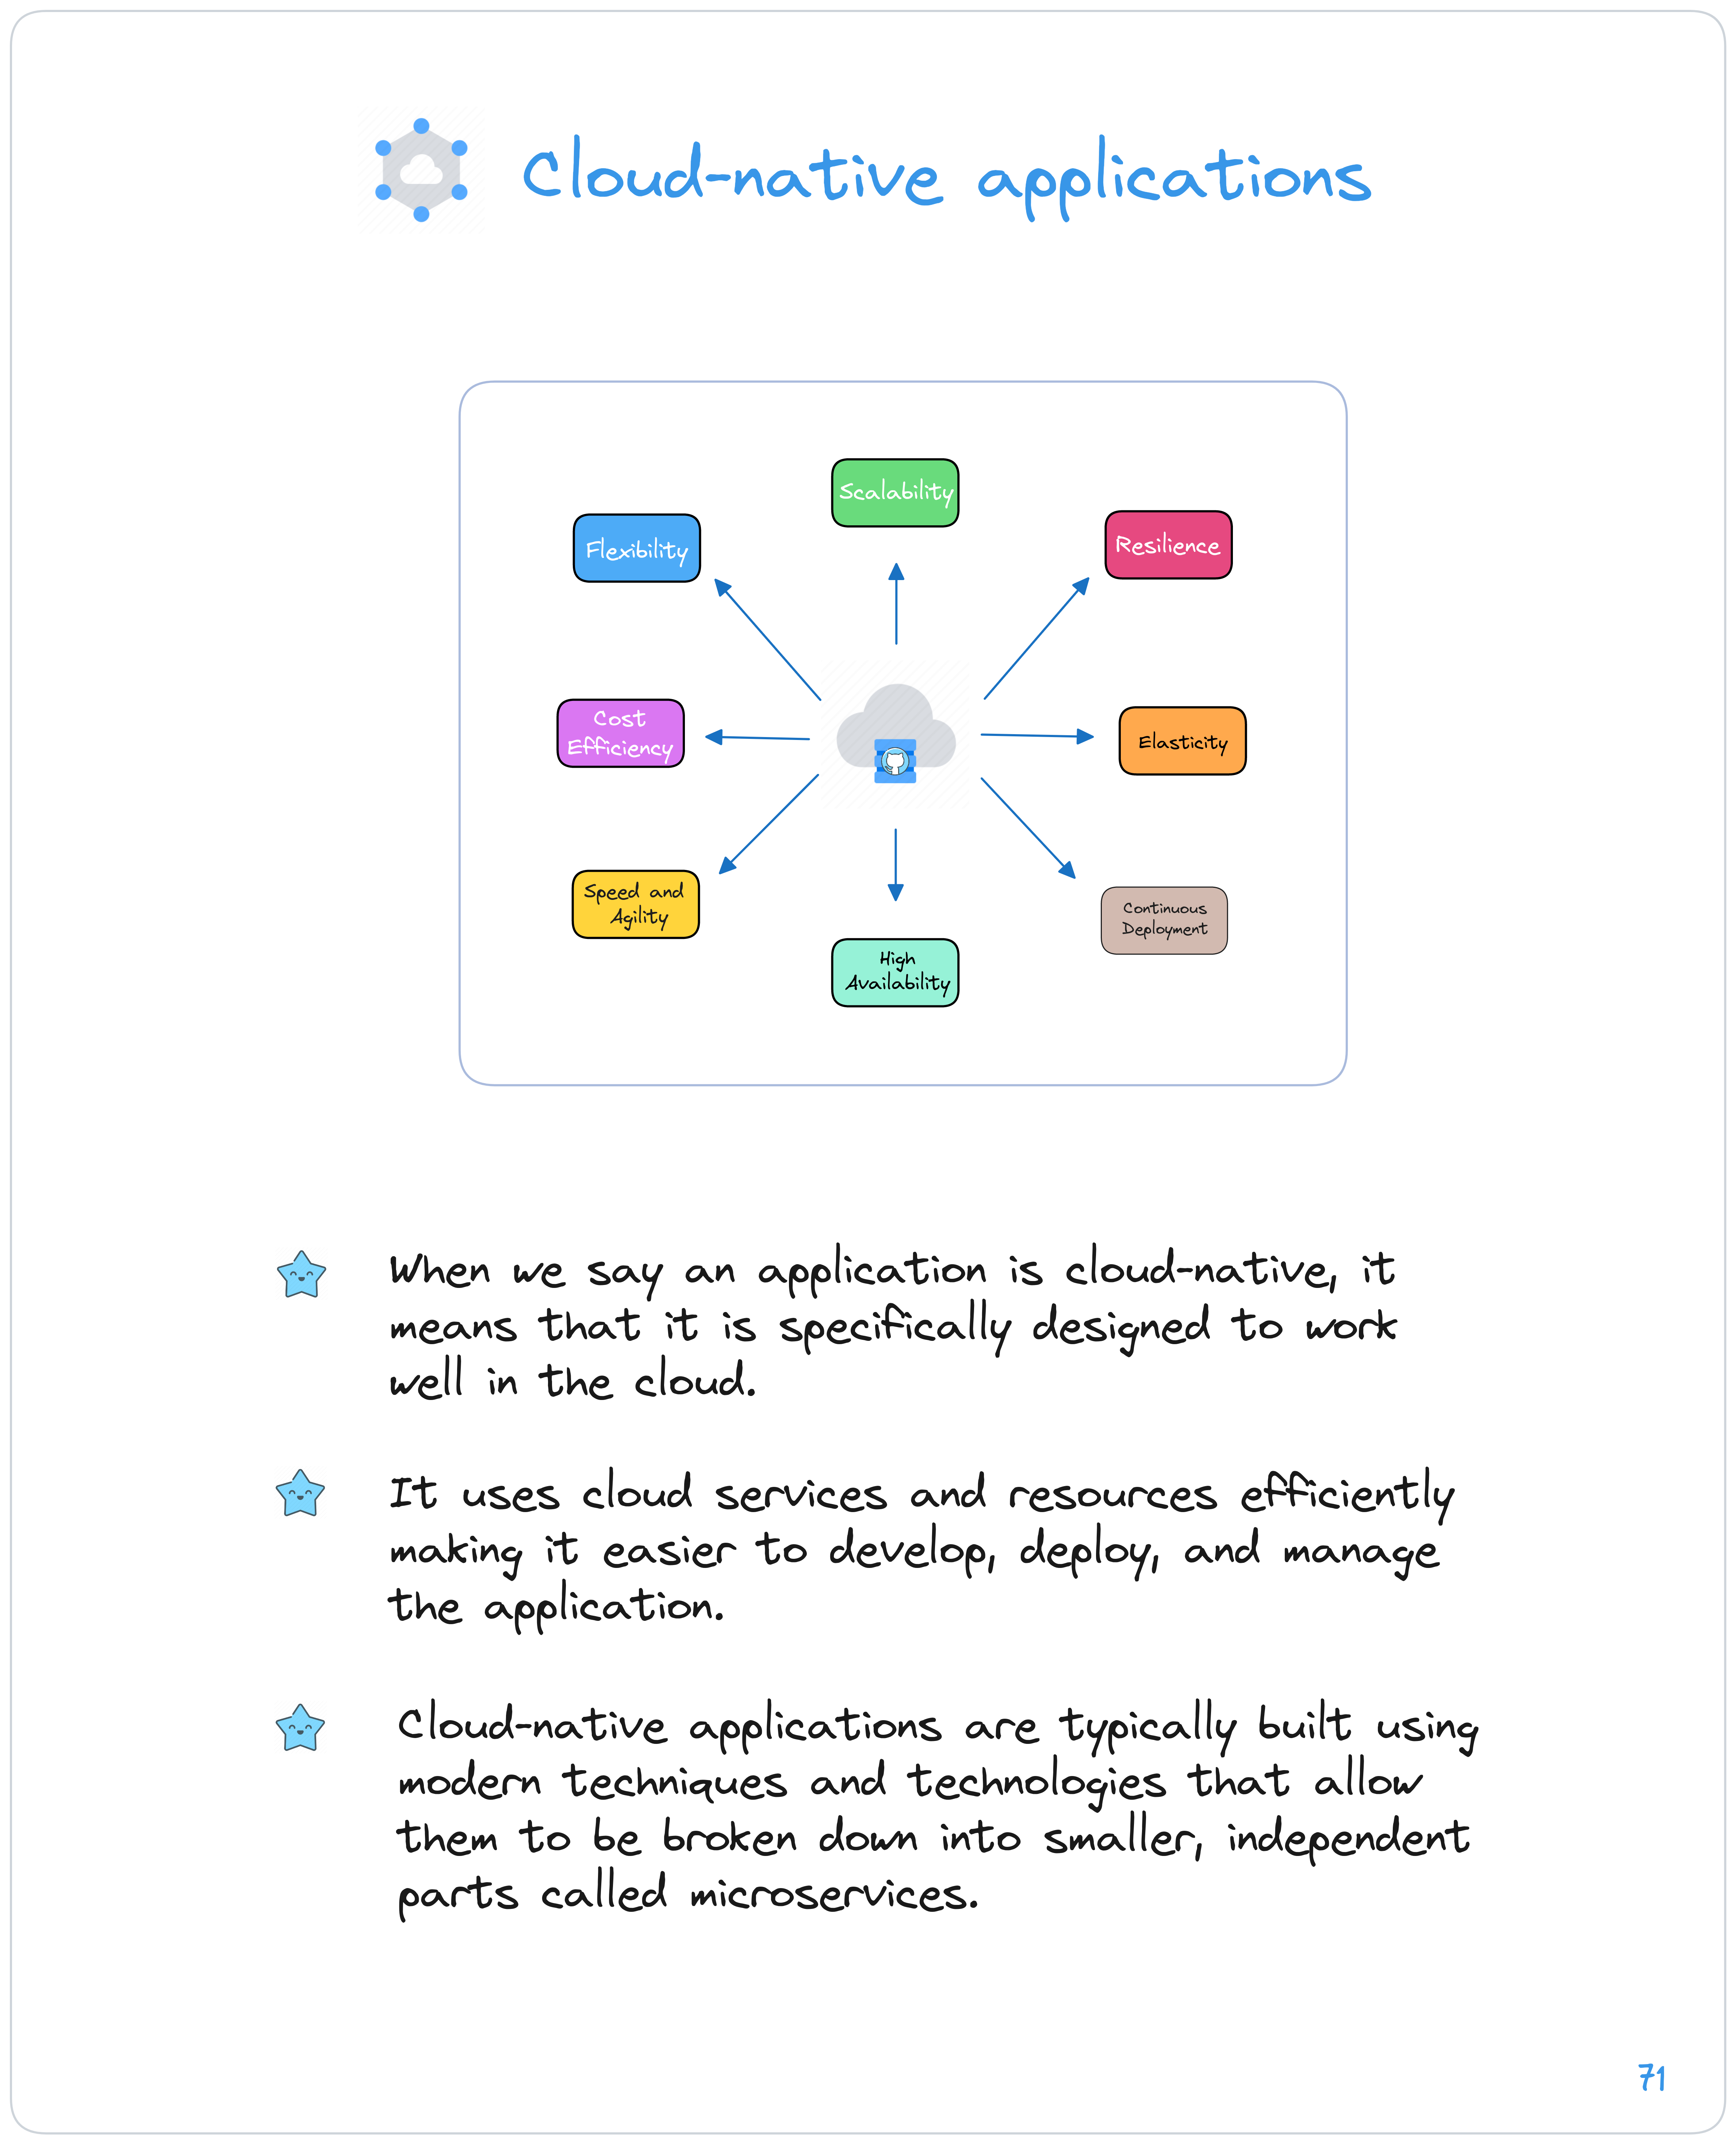 Cloud-native applications
Scalability
Flexibility
Resilience
Cost
Efficiency
Elasticity
Speed and
Agility
Continuous
Deployment
High
Availability
When we say an application is cloud-native, it
means that it is specifically designed to work
well in the cloud.
It uses cloud services and resources efficiently
making it easier to develop, deploy, and manage
the application.
Cloud-native applications are typically built using
modern techniques and technologies that allow
them to be broken down into smaller, independent
parts called microservices.
71